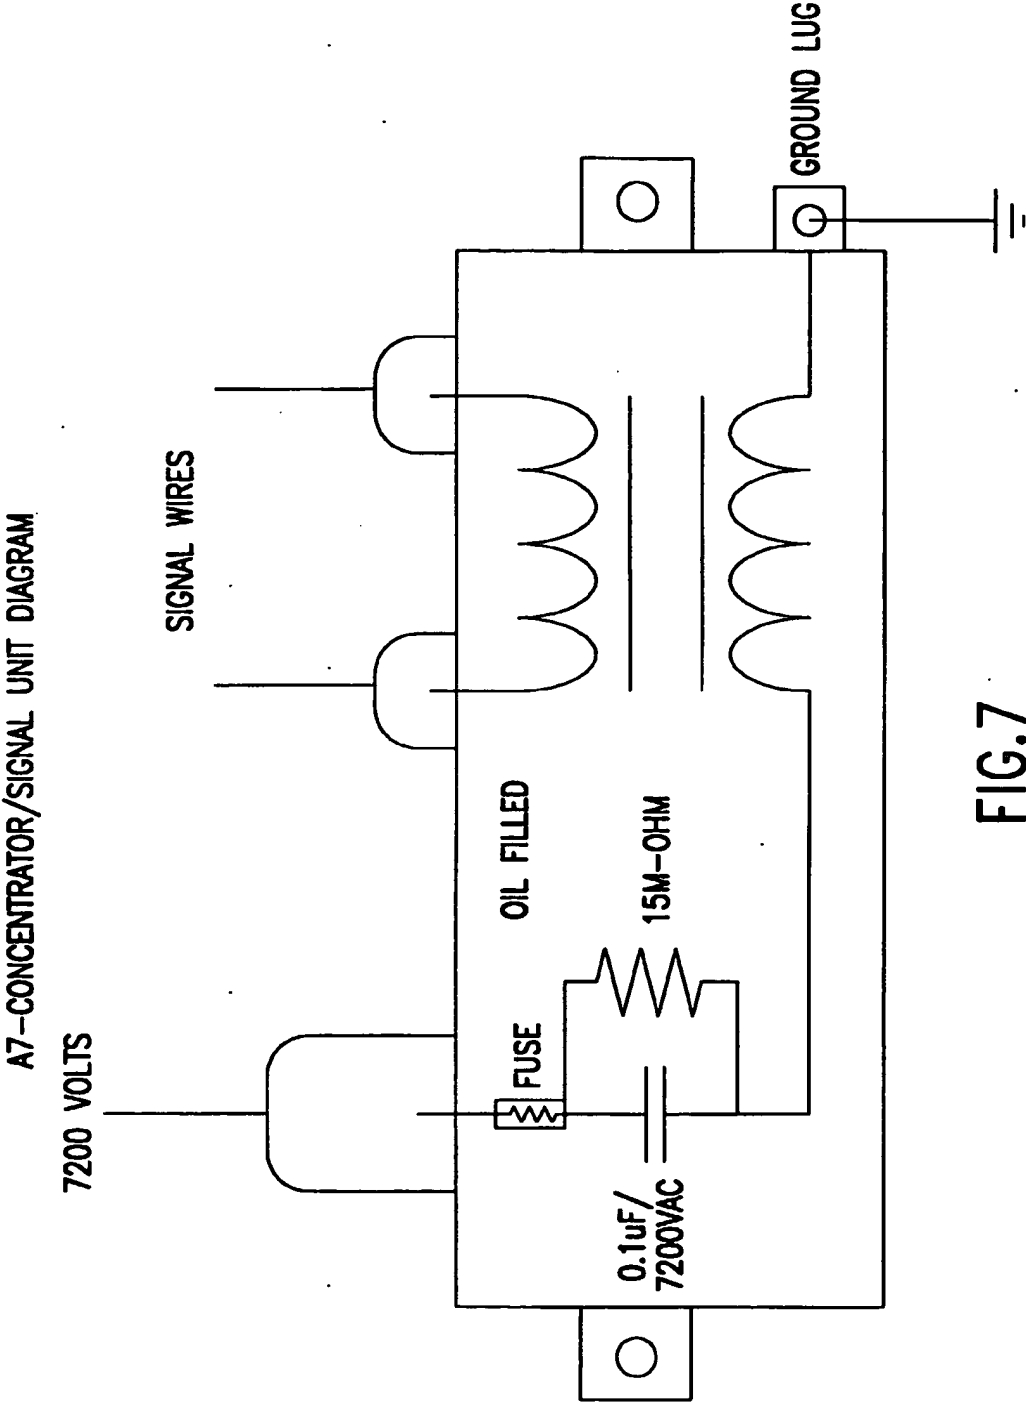 A7-CONCENTRATOR/SIGNAL UNIT DIAGRAM
7200 VOLTS
SIGNAL WIRES
OIL FILLED
FUSE
15M-OHM
0.1uF/
7200VAC
GROUND LUG
FIG.7